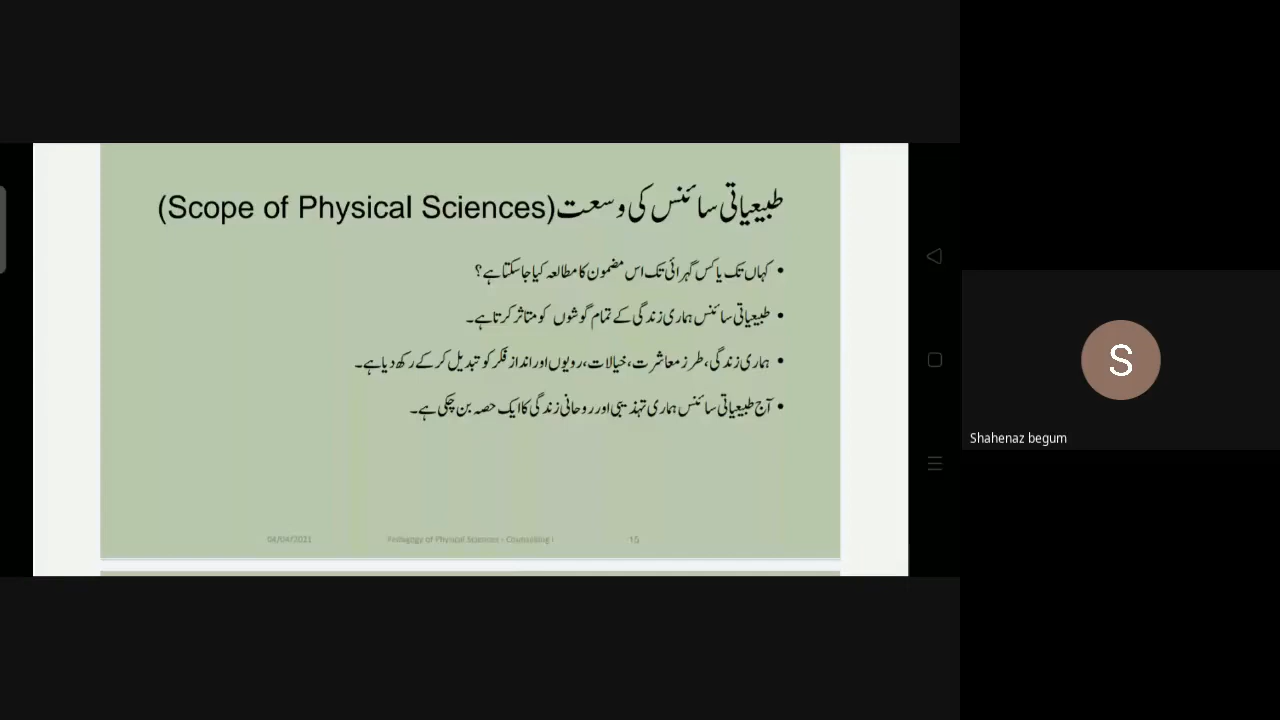 طبیعیاتی سائنس کی وسعت(Scope of Physical Sciences)
• کہاں تک یا کس گہرائی تک اس مضمون کا مطالعہ کیا جا سکتا ہے؟
• طبیعیاتی سائنس ہماری زندگی کے تمام گوشوں کو متاثر کرتا ہے۔
• ہماری زندگی، طرز معاشرت، خیالات، رویوں اور انداز فکر کو تبدیل کر کے رکھ دیا ہے۔
• آج طبیعیاتی سائنس ہماری تہذیبی اور روحانی زندگی کا ایک حصہ بن چکی ہے۔
04/04/2021 Pedagogy of Physical Sciences - Counselling I 15
S
Shahenaz begum